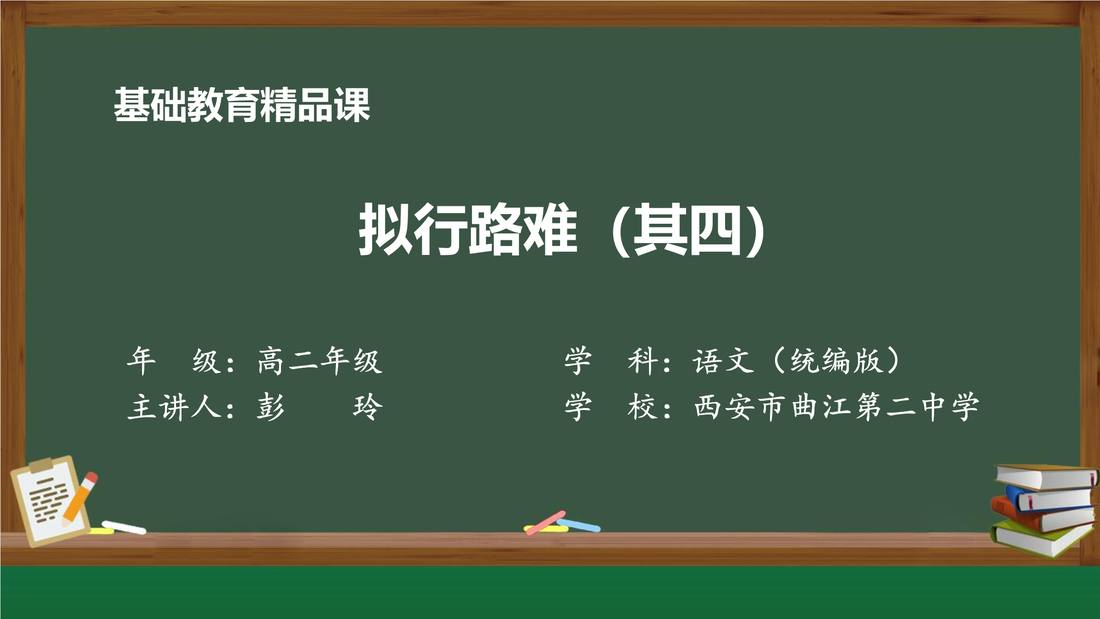 基础教育精品课
拟行路难（其四）
年　级：高二年级　学　科：语文（统编版）
主讲人：彭　玲　学　校：西安市曲江第二中学